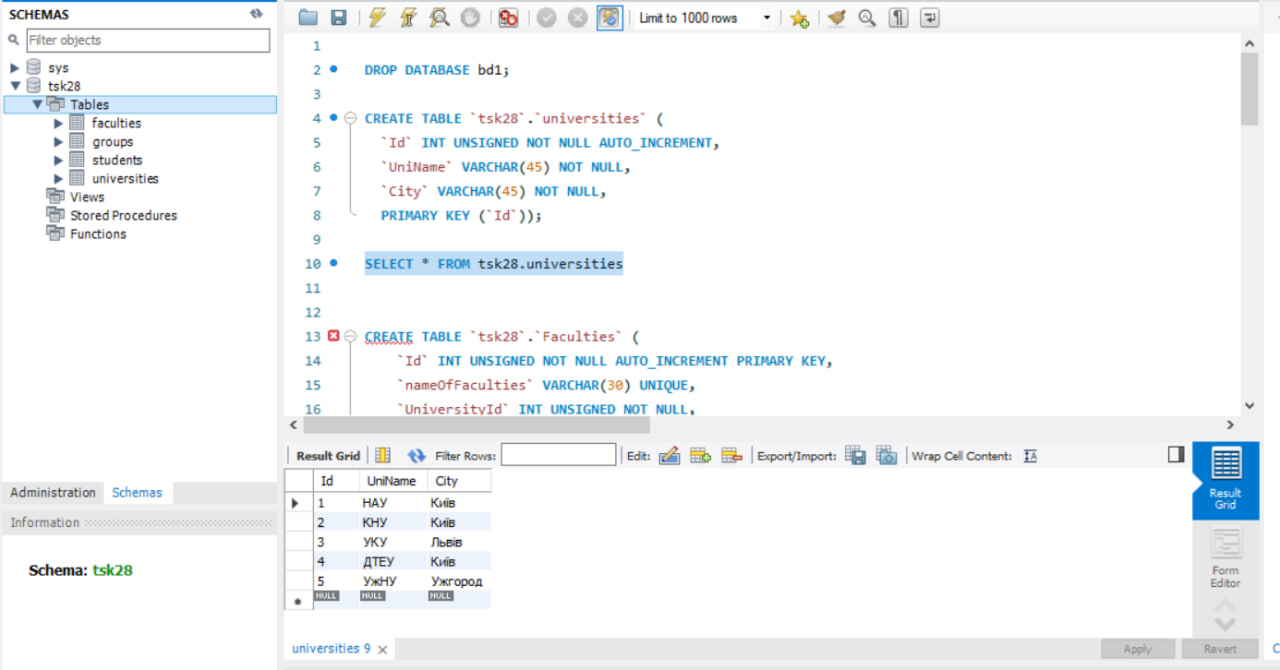 SCHEMAS
Filter objects
sys
tsk28
Tables
faculties
groups
students
universities
Views
Stored Procedures
Functions
Administration Schemas
Information
Schema: tsk28
Limit to 1000 rows
1
2 DROP DATABASE bd1;
3
4 CREATE TABLE `tsk28`.`universities` (
5 `Id` INT UNSIGNED NOT NULL AUTO_INCREMENT,
6 `UniName` VARCHAR(45) NOT NULL,
7 `City` VARCHAR(45) NOT NULL,
8 PRIMARY KEY (`Id`));
9
10 SELECT * FROM tsk28.universities
11
12
13 CREATE TABLE `tsk28`.`Faculties` (
14 `Id` INT UNSIGNED NOT NULL AUTO_INCREMENT PRIMARY KEY,
15 `nameOfFaculties` VARCHAR(30) UNIQUE,
16 `UniversityId` INT UNSIGNED NOT NULL,
Result Grid Filter Rows: Edit: Export/Import: Wrap Cell Content:
Id UniName City
1 НАУ Київ
2 КНУ Київ
3 УКУ Львів
4 ДТЕУ Київ
5 УжНУ Ужгород
NULL NULL NULL
Result Grid
Form Editor
universities 9
Apply Revert